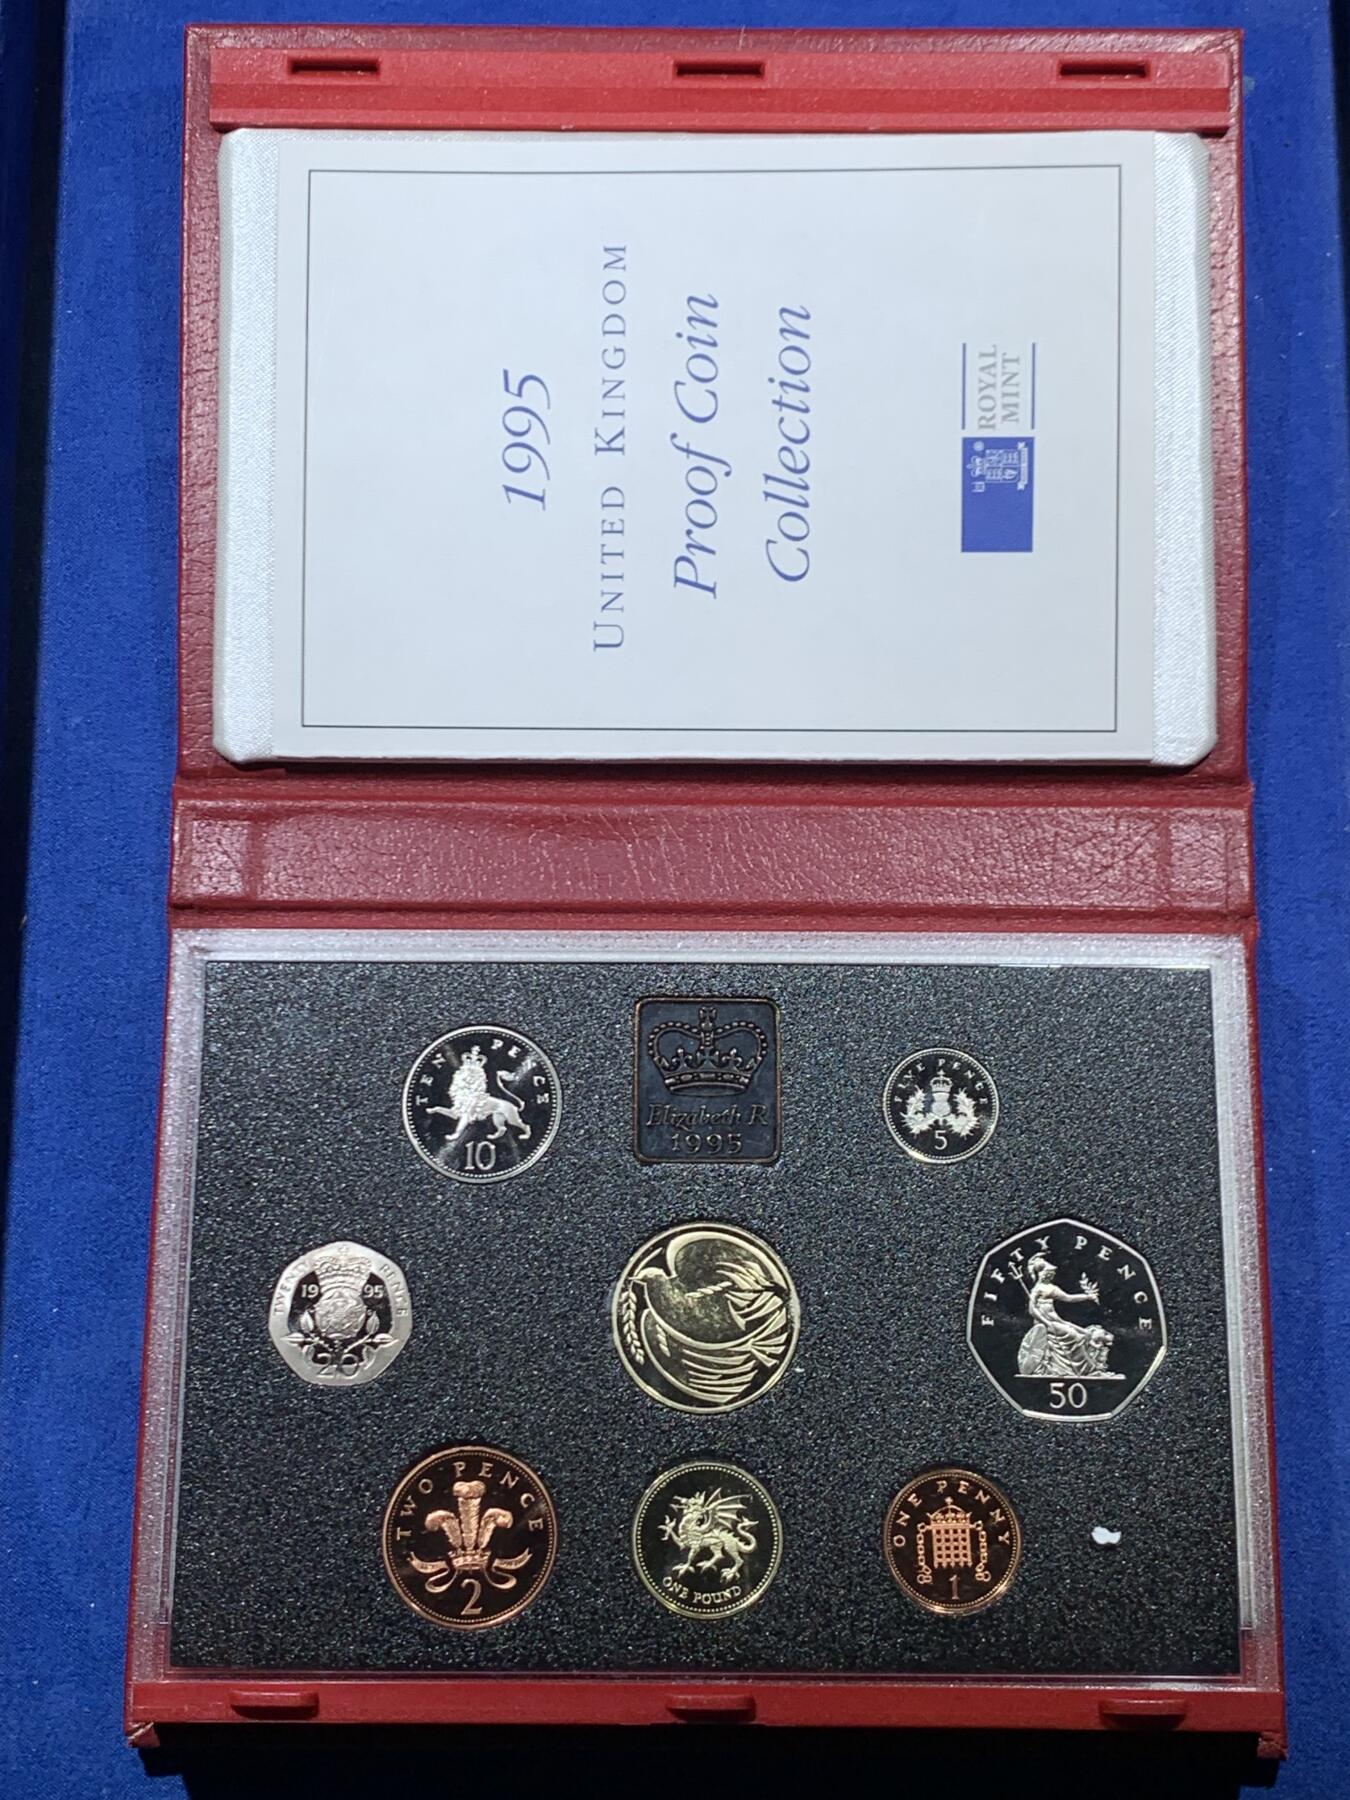 1995
UNITED KINGDOM
Proof Coin
Collection
ROYAL
MINT
TEN PENCE
10
Elizabeth R
1995
FIVE PENCE
5
TWENTY PENCE
1995
20
FIFTY PENCE
50
TWO PENCE
2
ONE POUND
ONE PENNY
1